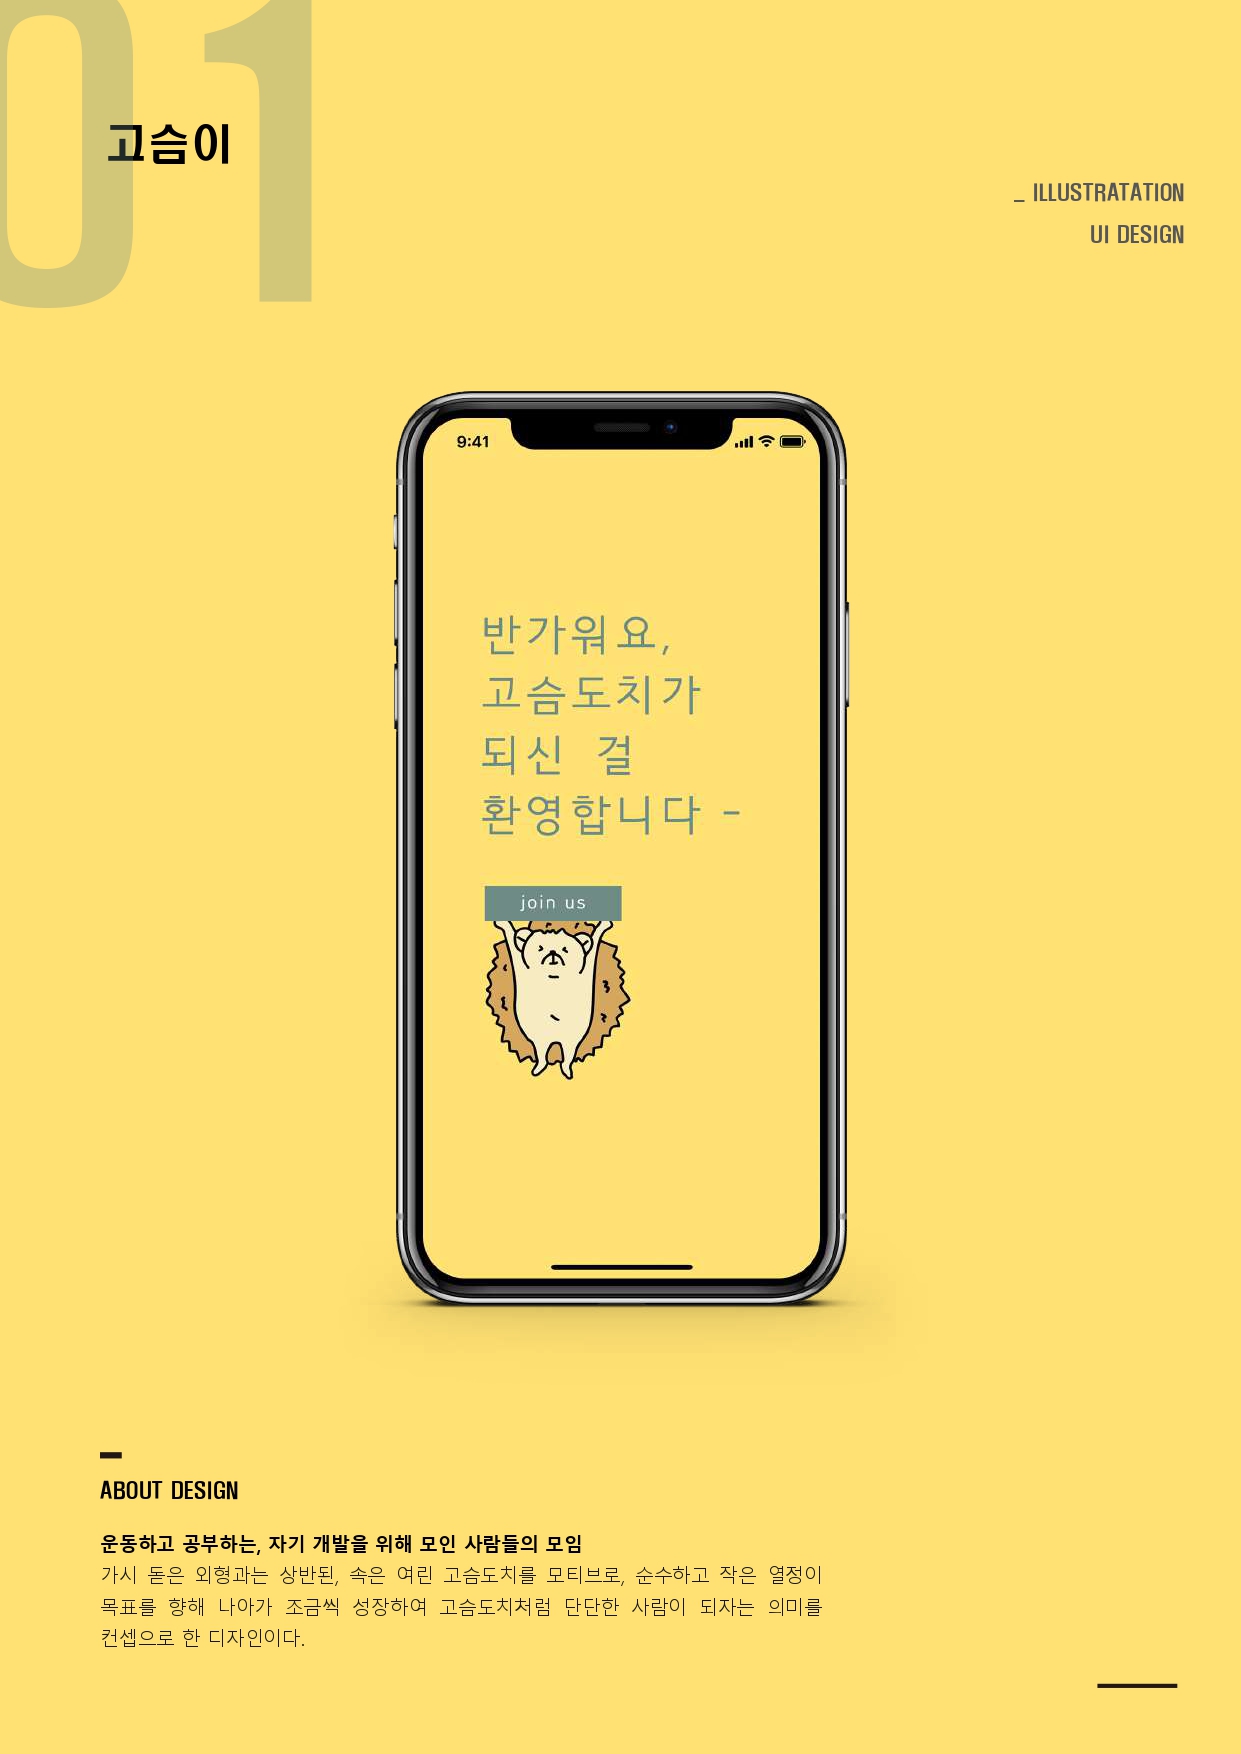 01
고슴이
_ ILLUSTRATATION
UI DESIGN
9:41
반가워요,
고슴도치가
되신 걸
환영합니다 -
join us
ABOUT DESIGN
운동하고 공부하는, 자기 개발을 위해 모인 사람들의 모임
가시 돋은 외형과는 상반된, 속은 여린 고슴도치를 모티브로, 순수하고 작은 열정이
목표를 향해 나아가 조금씩 성장하여 고슴도치처럼 단단한 사람이 되자는 의미를
컨셉으로 한 디자인이다.